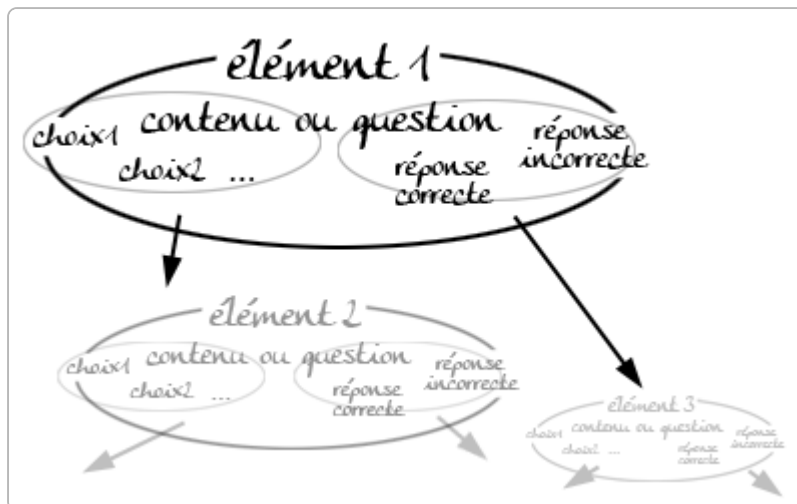 élément 1
contenu ou question
choix1
choix2 ...
réponse
correcte
réponse
incorrecte
élément 2
contenu ou question
choix1
choix2 ...
réponse
correcte
réponse
incorrecte
élément 3
contenu ou question
choix1
choix2 ...
réponse
correcte
réponse
incorrecte